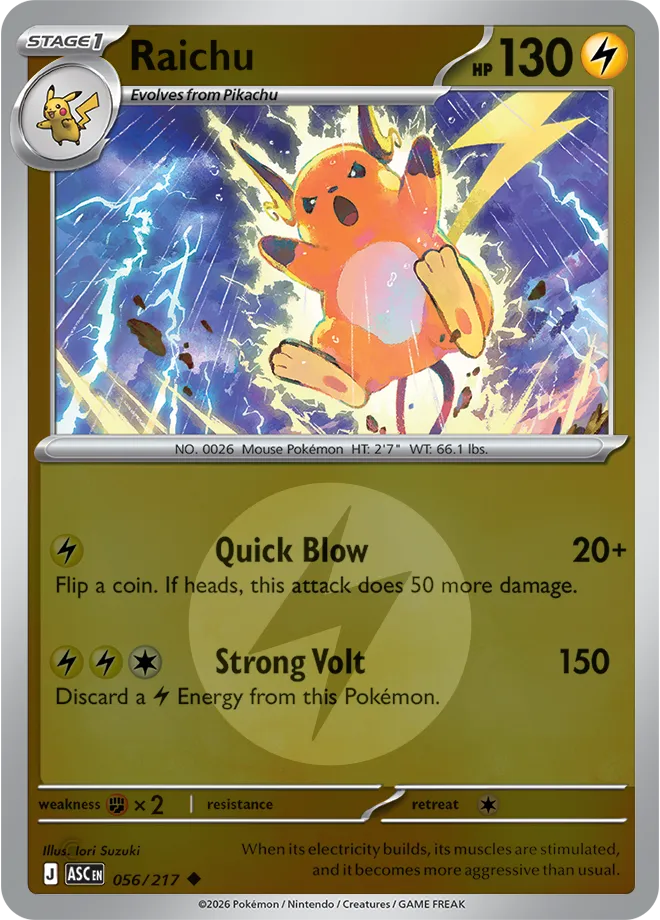 STAGE1
Raichu
HP 130
Evolves from Pikachu
NO. 0026 Mouse Pokémon HT: 2'7" WT: 66.1 lbs.
Quick Blow 20+
Flip a coin. If heads, this attack does 50 more damage.
Strong Volt 150
Discard a Energy from this Pokémon.
weakness ×2 resistance retreat
Illus. Iori Suzuki
When its electricity builds, its muscles are stimulated,
and it becomes more aggressive than usual.
J ASC EN 056/217
©2026 Pokémon / Nintendo / Creatures / GAME FREAK